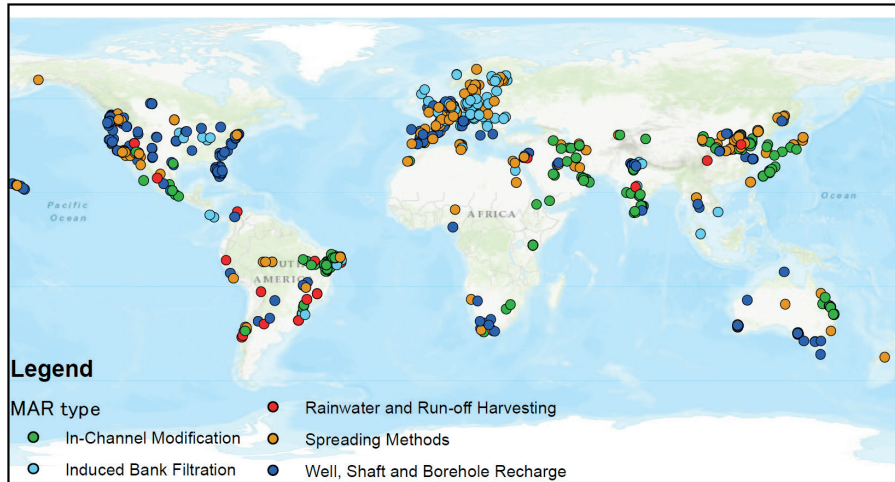 Pacific
Ocean
AFRICA
Ocean
SOUTH
AMERICA
Legend
MAR type
In-Channel Modification
Induced Bank Filtration
Rainwater and Run-off Harvesting
Spreading Methods
Well, Shaft and Borehole Recharge